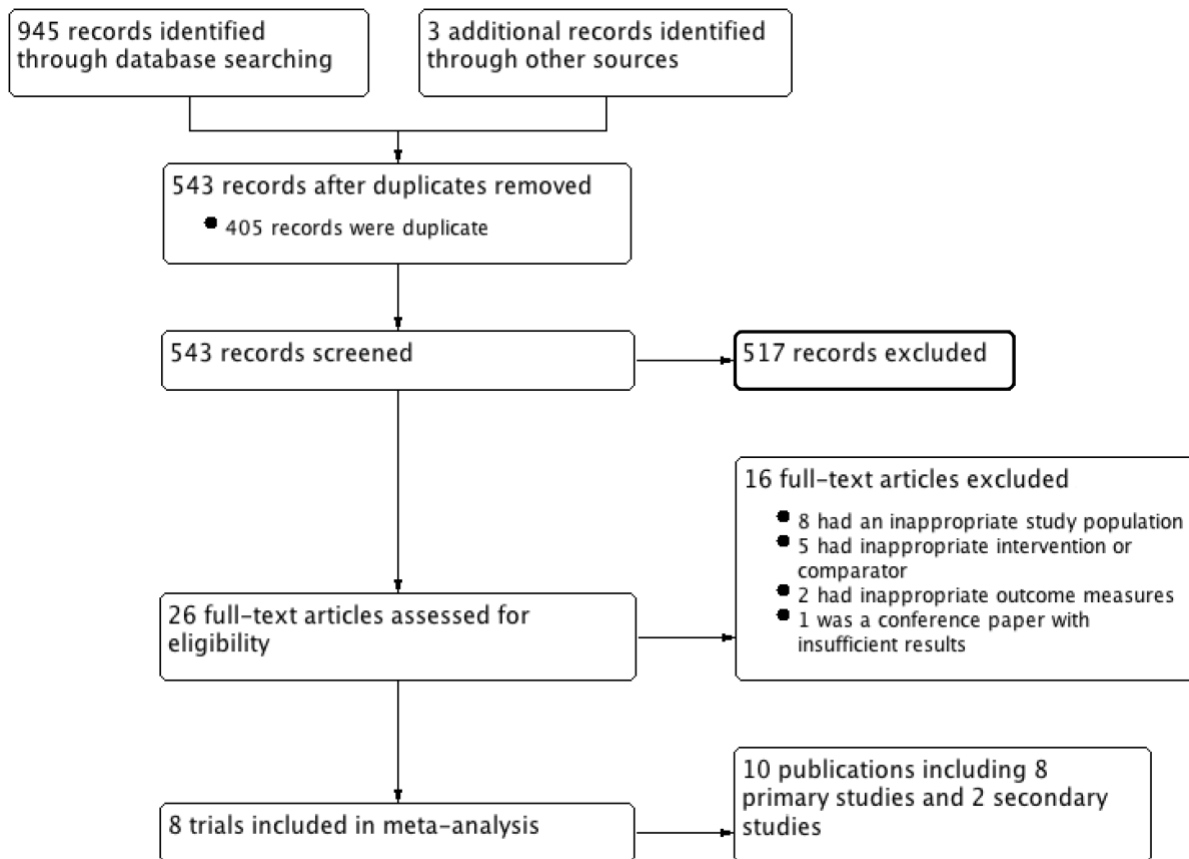 945 records identified
through database searching
3 additional records identified
through other sources
543 records after duplicates removed
405 records were duplicate
543 records screened
517 records excluded
16 full-text articles excluded
8 had an inappropriate study population
5 had inappropriate intervention or
comparator
2 had inappropriate outcome measures
1 was a conference paper with
insufficient results
26 full-text articles assessed for
eligibility
10 publications including 8
primary studies and 2 secondary
studies
8 trials included in meta-analysis